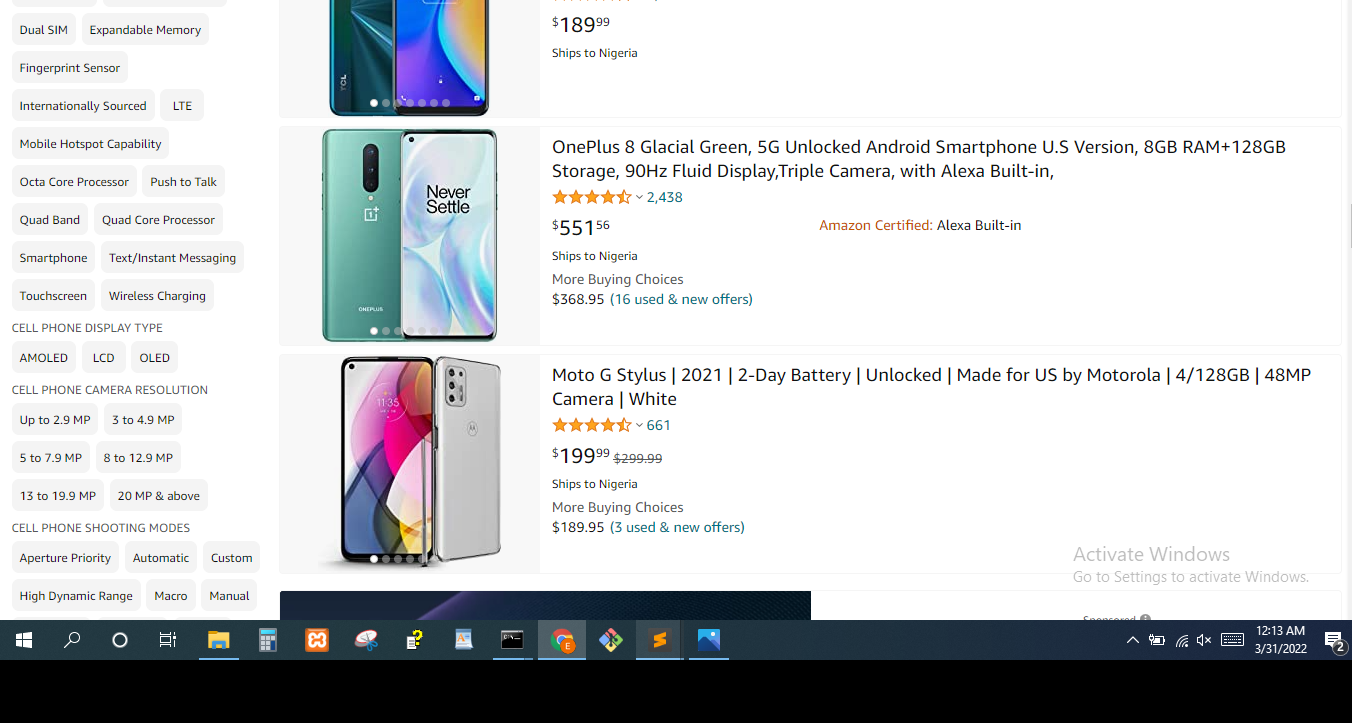 Dual SIM
Expandable Memory
Fingerprint Sensor
Internationally Sourced
LTE
Mobile Hotspot Capability
Octa Core Processor
Push to Talk
Quad Band
Quad Core Processor
Smartphone
Text/Instant Messaging
Touchscreen
Wireless Charging
CELL PHONE DISPLAY TYPE
AMOLED
LCD
OLED
CELL PHONE CAMERA RESOLUTION
Up to 2.9 MP
3 to 4.9 MP
5 to 7.9 MP
8 to 12.9 MP
13 to 19.9 MP
20 MP & above
CELL PHONE SHOOTING MODES
Aperture Priority
Automatic
Custom
High Dynamic Range
Macro
Manual
TCL
$189.99
Ships to Nigeria
Never
Settle
ONEPLUS
OnePlus 8 Glacial Green, 5G Unlocked Android Smartphone U.S Version, 8GB RAM+128GB
Storage, 90Hz Fluid Display,Triple Camera, with Alexa Built-in,
2,438
$551.56
Amazon Certified: Alexa Built-in
Ships to Nigeria
More Buying Choices
$368.95 (16 used & new offers)
11:35
Moto G Stylus | 2021 | 2-Day Battery | Unlocked | Made for US by Motorola | 4/128GB | 48MP
Camera | White
661
$199.99 $299.99
Ships to Nigeria
More Buying Choices
$189.95 (3 used & new offers)
Activate Windows
Go to Settings to activate Windows.
Sponsored
12:13 AM
3/31/2022
2